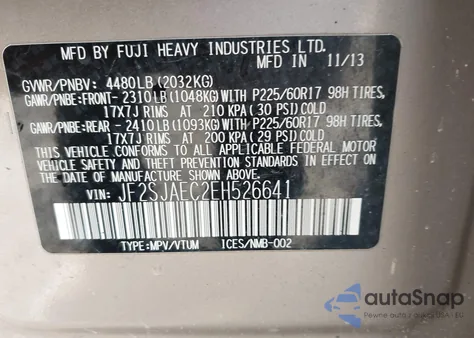 MFD BY FUJI HEAVY INDUSTRIES LTD.
11/13
GVWR/PNBV: 4480LB(2032KG)
GAWR/PNBE:FRONT-2310LB(1048KG)WITH P225/60R17 98H TIRES,
17X7J RIMS AT 210 KPA(30 PSI)COLD
GAWR/PNBE:REAR -2410LB(1093KG)WITH P225/60R17 98H TIRES,
17X7J RIMS AT 200 KPA(29 PSI)COLD
THIS VEHICLE CONFORMS TO ALL APPLICABLE FEDERAL MOTOR
VEHICLE SAFETY AND THEFT PREVENTION STANDARDS IN EFFECT
ON THE DATE OF MANUFACTURE SHOWN ABOVE.
VIN: JF2SJAEC2EH526641
TYPE:MPV/VTUM ICES/NMB-002
autoSnap